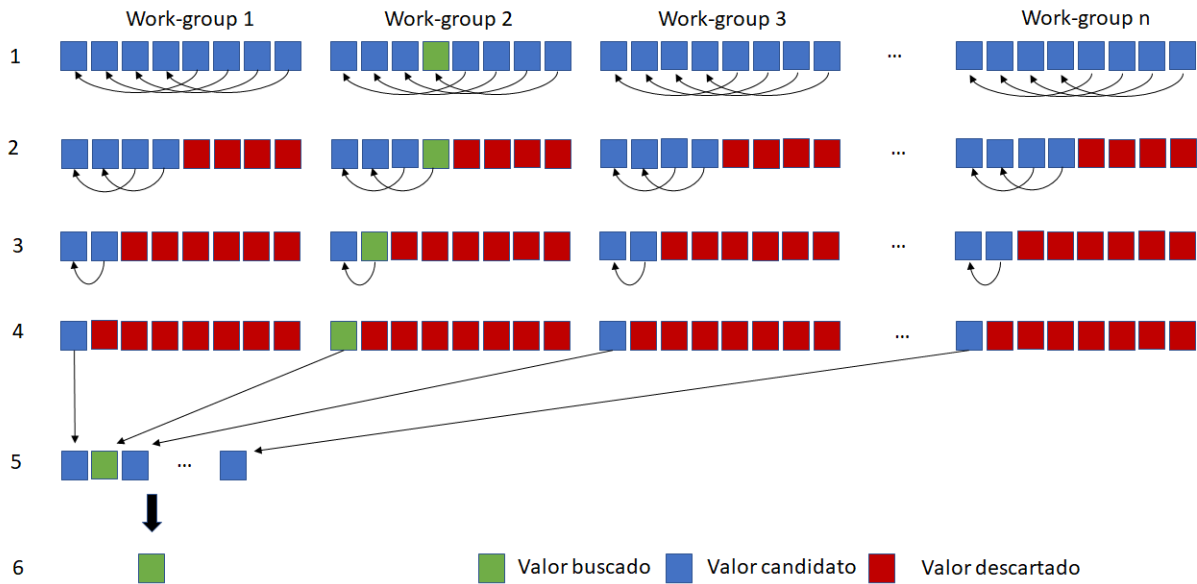 Work-group 1 Work-group 2 Work-group 3 Work-group n
1 ...
2 ...
3 ...
4 ...
5 ...
6 Valor buscado Valor candidato Valor descartado